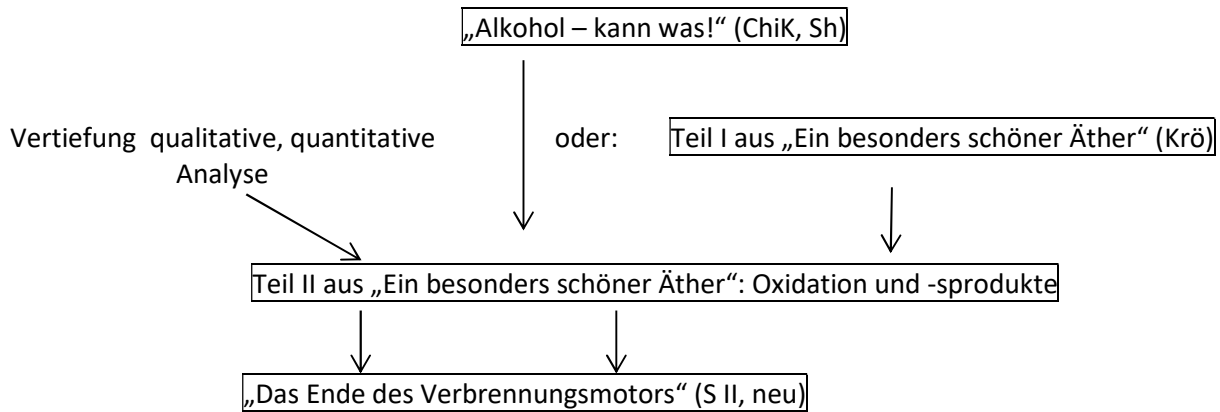 „Alkohol – kann was!“ (ChiK, Sh)
Vertiefung qualitative, quantitative
Analyse
oder:
Teil I aus „Ein besonders schöner Äther“ (Krö)
Teil II aus „Ein besonders schöner Äther“: Oxidation und -sprodukte
„Das Ende des Verbrennungsmotors“ (S II, neu)